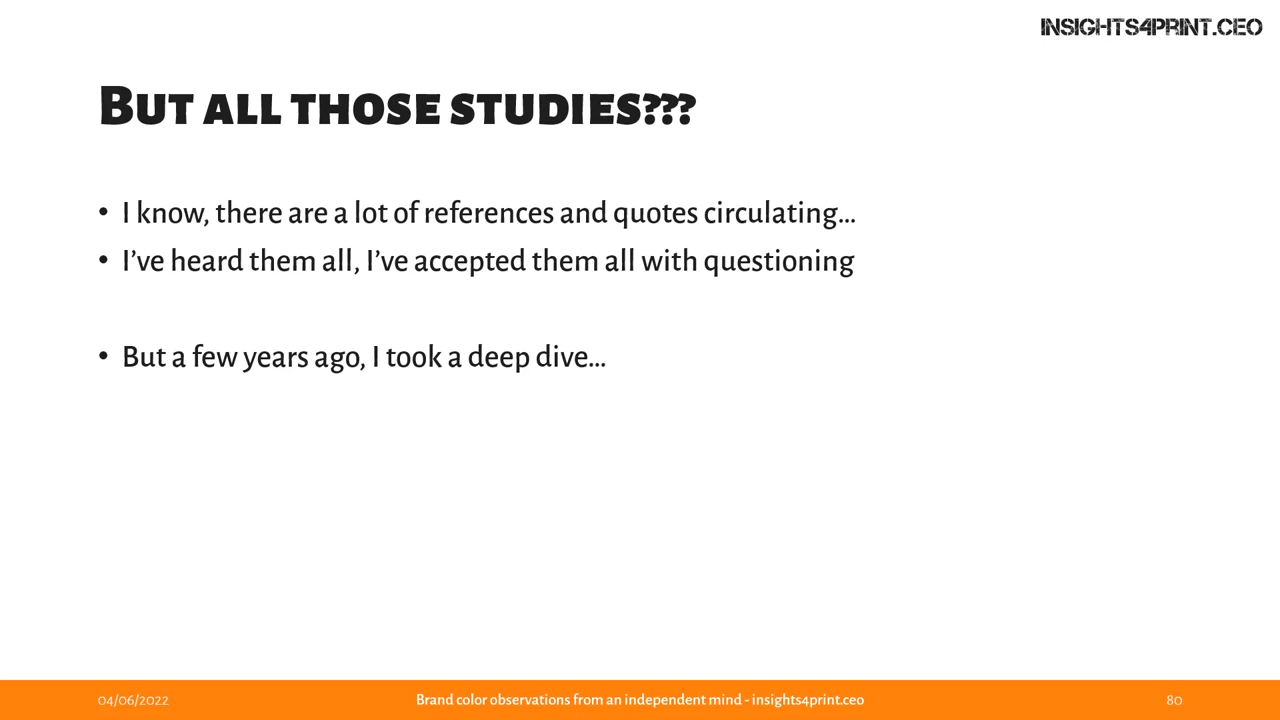 INSIGHTS4PRINT.CEO
But all those studies???
• I know, there are a lot of references and quotes circulating...
• I've heard them all, I've accepted them all with questioning
• But a few years ago, I took a deep dive...
04/06/2022
Brand color observations from an independent mind - insights4print.ceo
80